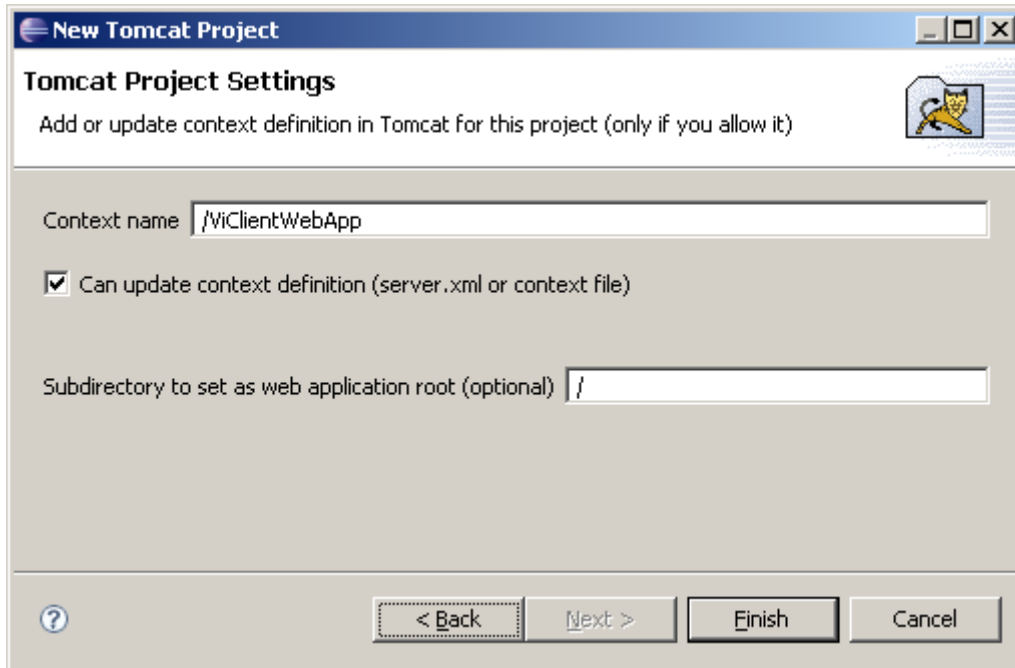 New Tomcat Project
Tomcat Project Settings
Add or update context definition in Tomcat for this project (only if you allow it)
Context name /ViClientWebApp
Can update context definition (server.xml or context file)
Subdirectory to set as web application root (optional) /
? < Back Next > Finish Cancel